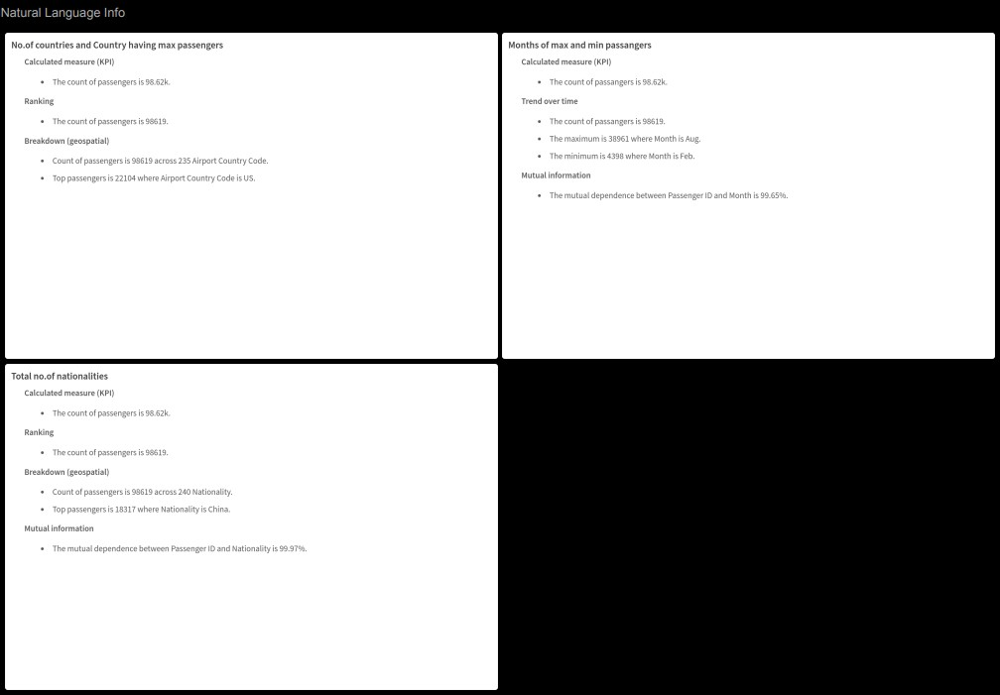 Natural Language Info
No.of countries and Country having max passengers
Calculated measure (KPI)
• The count of passengers is 98.62k.
Ranking
• The count of passengers is 98619.
Breakdown (geospatial)
• Count of passengers is 98619 across 235 Airport Country Code.
• Top passengers is 22104 where Airport Country Code is US.
Months of max and min passangers
Calculated measure (KPI)
• The count of passangers is 98.62k.
Trend over time
• The count of passangers is 98619.
• The maximum is 38961 where Month is Aug.
• The minimum is 4398 where Month is Feb.
Mutual information
• The mutual dependence between Passenger ID and Month is 99.65%.
Total no.of nationalities
Calculated measure (KPI)
• The count of passengers is 98.62k.
Ranking
• The count of passengers is 98619.
Breakdown (geospatial)
• Count of passengers is 98619 across 240 Nationality.
• Top passengers is 18317 where Nationality is China.
Mutual information
• The mutual dependence between Passenger ID and Nationality is 99.97%.